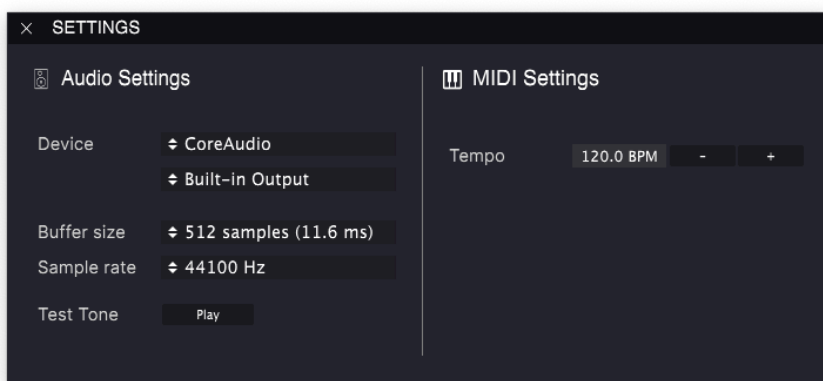 × SETTINGS
Audio Settings
Device
CoreAudio
Built-in Output
Buffer size
512 samples (11.6 ms)
Sample rate
44100 Hz
Test Tone
Play
MIDI Settings
Tempo
120.0 BPM
-
+